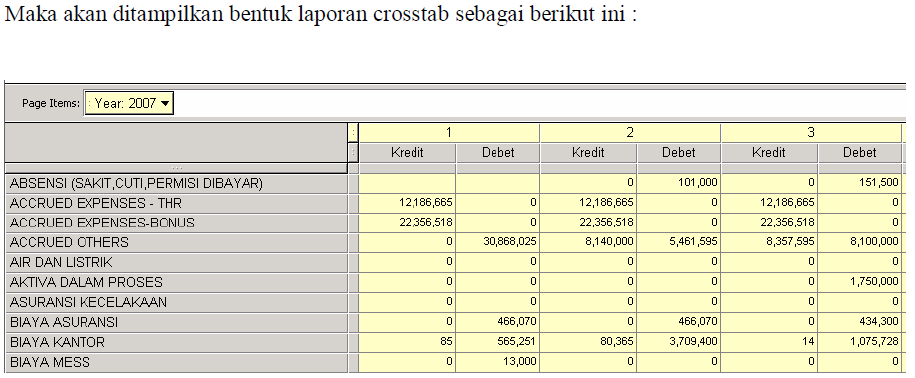 Maka akan ditampilkan bentuk laporan crosstab sebagai berikut ini :
Page Items: Year: 2007
1 2 3
Kredit Debet Kredit Debet Kredit Debet
ABSENSI (SAKIT,CUTI,PERMISI DIBAYAR) 0 101,000 0 151,500
ACCRUED EXPENSES - THR 12,186,665 0 12,186,665 0 12,186,665 0
ACCRUED EXPENSES-BONUS 22,356,518 0 22,356,518 0 22,356,518 0
ACCRUED OTHERS 0 30,868,025 8,140,000 5,461,595 8,357,595 8,100,000
AIR DAN LISTRIK 0 0 0 0 0 0
AKTIVA DALAM PROSES 0 0 0 0 0 1,750,000
ASURANSI KECELAKAAN 0 0 0 0 0 0
BIAYA ASURANSI 0 466,070 0 466,070 0 434,300
BIAYA KANTOR 85 565,251 80,365 3,709,400 14 1,075,728
BIAYA MESS 0 13,000 0 0 0 0